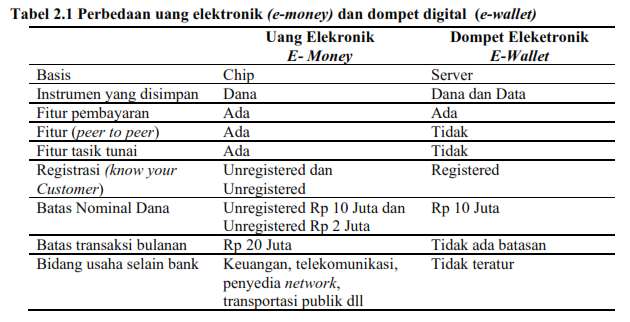 Tabel 2.1 Perbedaan uang elektronik (e-money) dan dompet digital (e-wallet)
Uang Elekronik Dompet Eleketronik
E- Money E-Wallet
Basis Chip Server
Instrumen yang disimpan Dana Dana dan Data
Fitur pembayaran Ada Ada
Fitur (peer to peer) Ada Tidak
Fitur tasik tunai Ada Tidak
Registrasi (know your Unregistered dan Registered
Customer) Unregistered
Batas Nominal Dana Unregistered Rp 10 Juta dan Rp 10 Juta
Unregistered Rp 2 Juta
Batas transaksi bulanan Rp 20 Juta Tidak ada batasan
Bidang usaha selain bank Keuangan, telekomunikasi, Tidak teratur
penyedia network,
transportasi publik dll